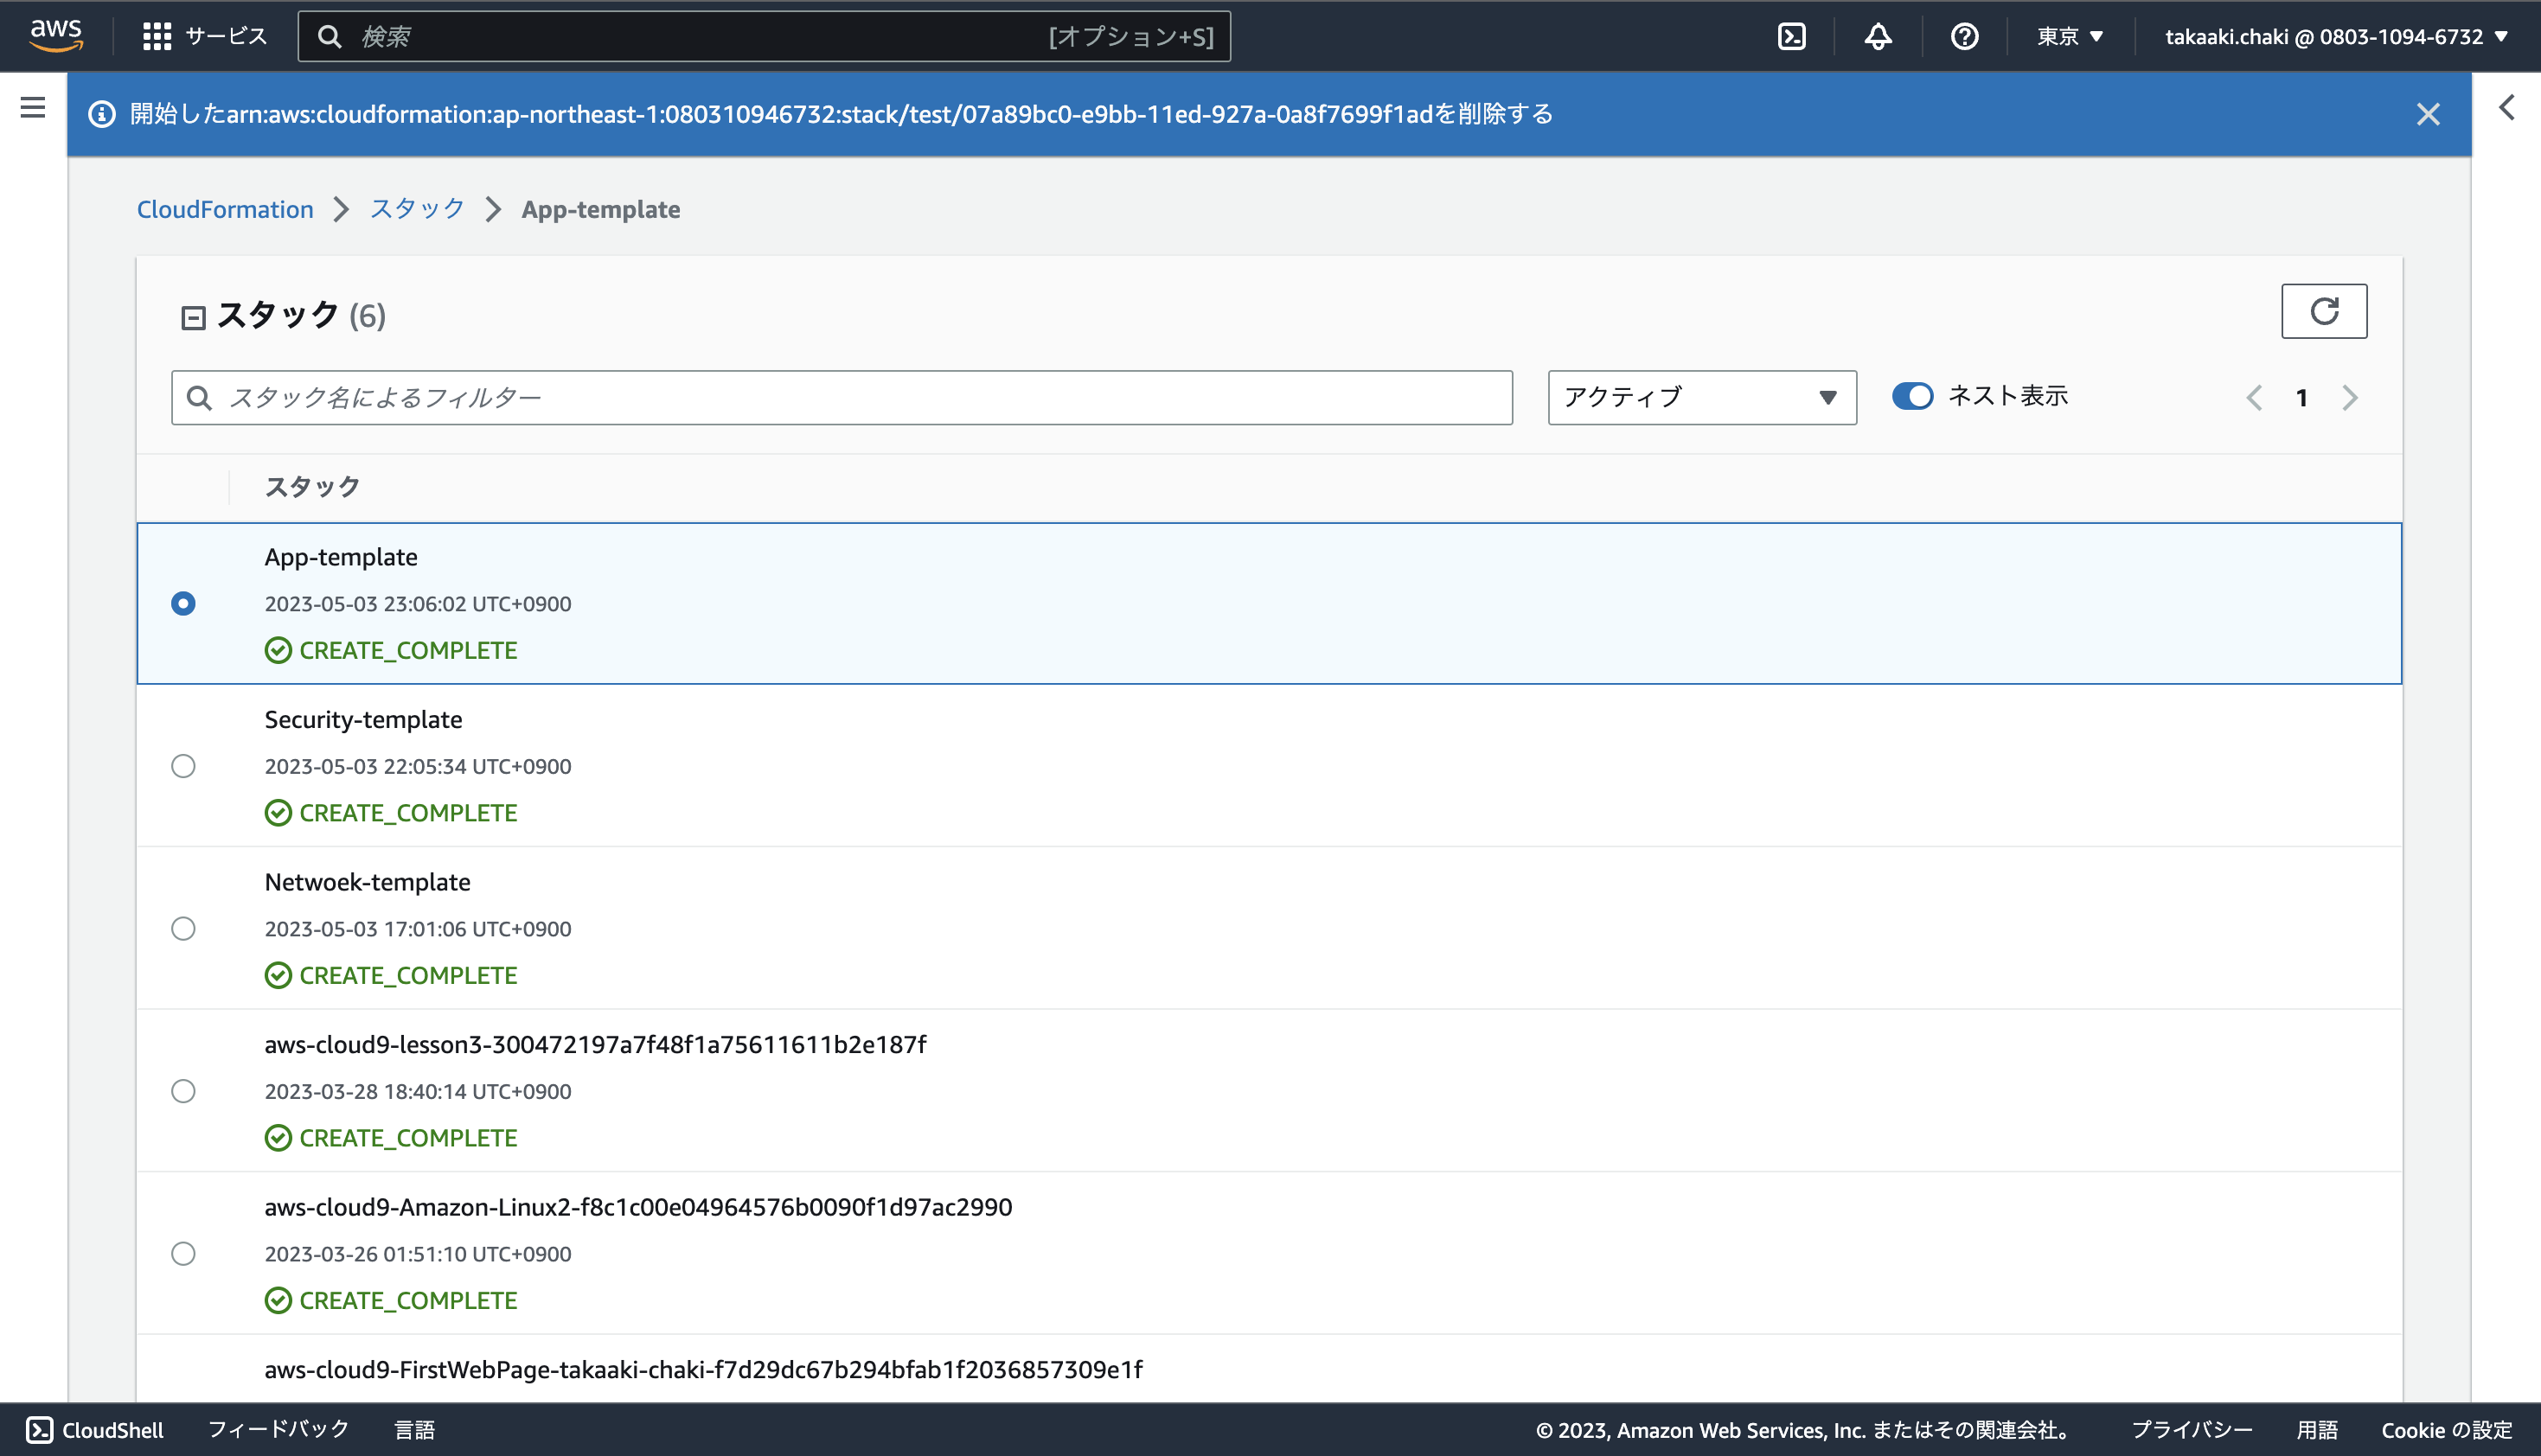 aws サービス 検索 [オプション+S] 東京 ▼ takaaki.chaki @ 0803-1094-6732 ▼
開始したarn:aws:cloudformation:ap-northeast-1:080310946732:stack/test/07a89bc0-e9bb-11ed-927a-0a8f7699f1adを削除する
CloudFormation > スタック > App-template
スタック (6)
スタック名によるフィルター アクティブ ▼ ネスト表示 < 1 >
スタック
App-template
2023-05-03 23:06:02 UTC+0900
CREATE_COMPLETE
Security-template
2023-05-03 22:05:34 UTC+0900
CREATE_COMPLETE
Netwoek-template
2023-05-03 17:01:06 UTC+0900
CREATE_COMPLETE
aws-cloud9-lesson3-300472197a7f48f1a75611611b2e187f
2023-03-28 18:40:14 UTC+0900
CREATE_COMPLETE
aws-cloud9-Amazon-Linux2-f8c1c00e04964576b0090f1d97ac2990
2023-03-26 01:51:10 UTC+0900
CREATE_COMPLETE
aws-cloud9-FirstWebPage-takaaki-chaki-f7d29dc67b294bfab1f2036857309e1f
CloudShell フィードバック 言語 © 2023, Amazon Web Services, Inc. またはその関連会社。 プライバシー 用語 Cookie の設定